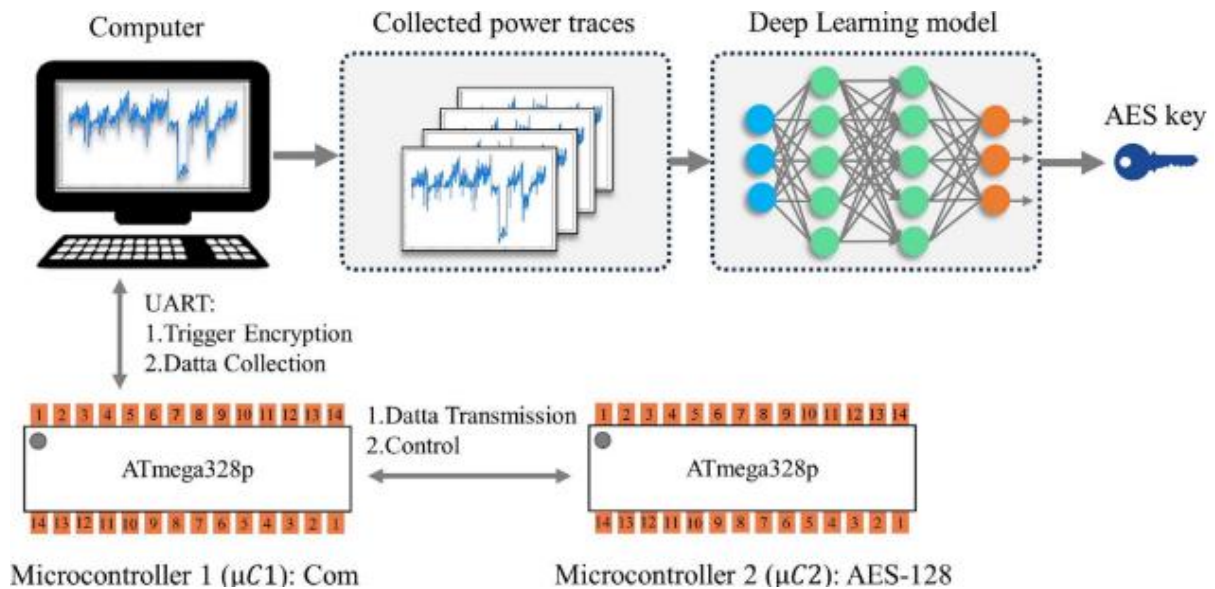 Computer
Collected power traces
Deep Learning model
AES key
UART:
1.Trigger Encryption
2.Datta Collection
1 2 3 4 5 6 7 8 9 10 11 12 13 14
ATmega328p
14 13 12 11 10 9 8 7 6 5 4 3 2 1
1.Datta Transmission
2.Control
1 2 3 4 5 6 7 8 9 10 11 12 13 14
ATmega328p
14 13 12 11 10 9 8 7 6 5 4 3 2 1
Microcontroller 1 (μC1): Com
Microcontroller 2 (μC2): AES-128